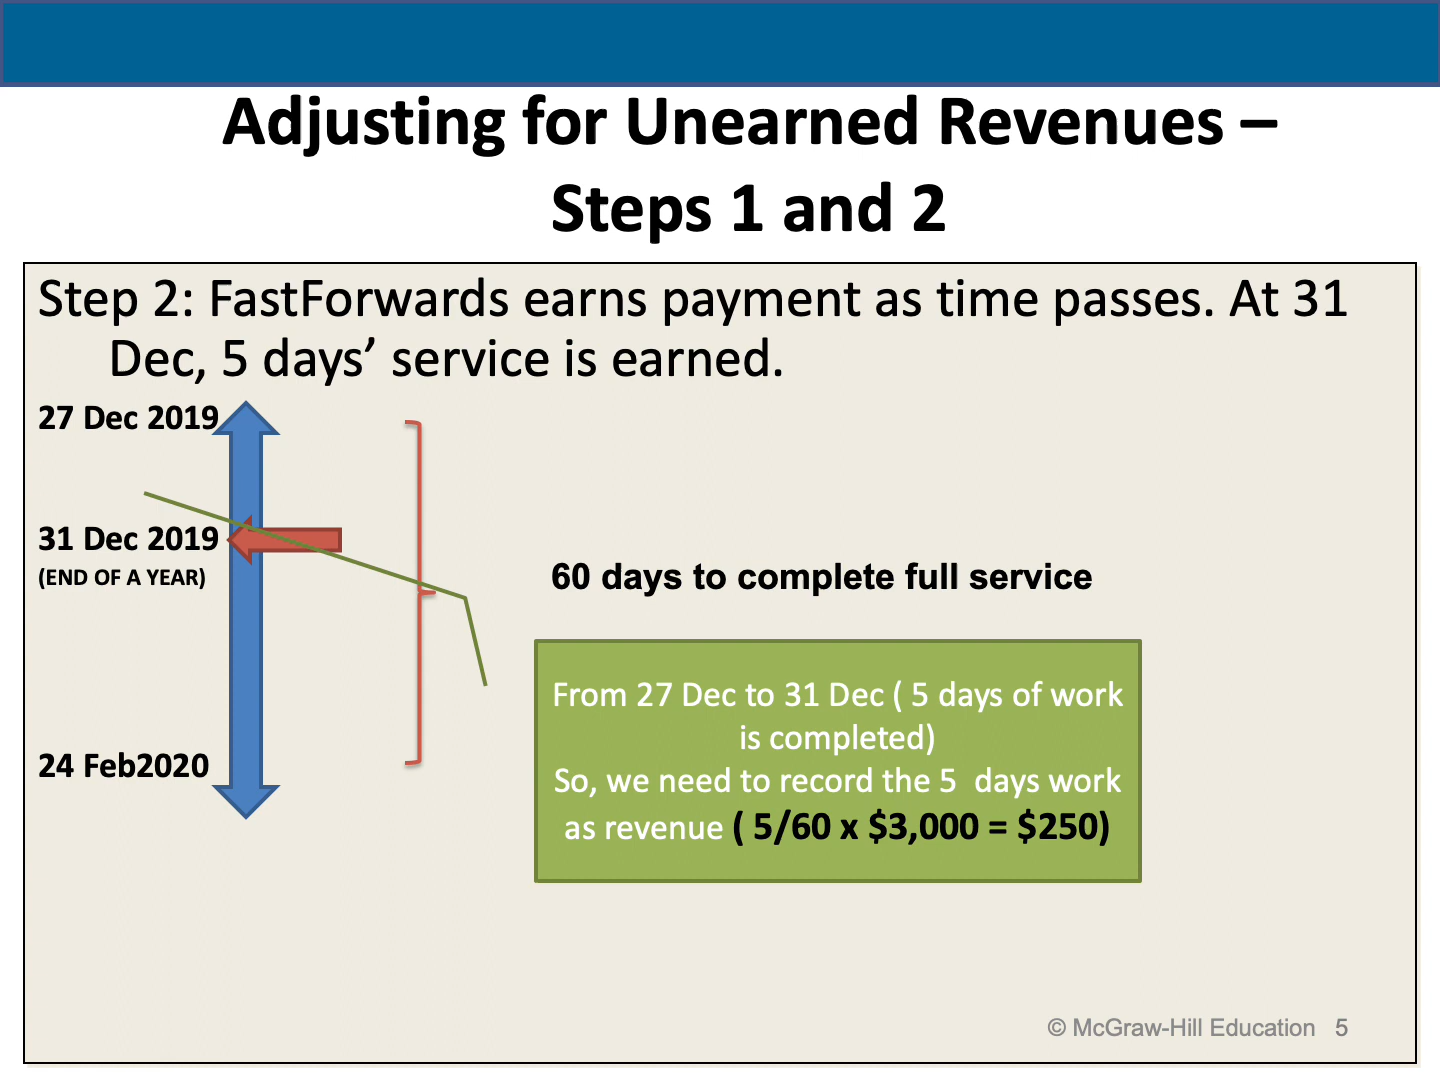 Adjusting for Unearned Revenues –
Steps 1 and 2
Step 2: FastForwards earns payment as time passes. At 31
Dec, 5 days’ service is earned.
27 Dec 2019
31 Dec 2019
(END OF A YEAR)
60 days to complete full service
From 27 Dec to 31 Dec ( 5 days of work
is completed)
So, we need to record the 5  days work
as revenue ( 5/60 x $3,000 = $250)
24 Feb2020
© McGraw-Hill Education 5